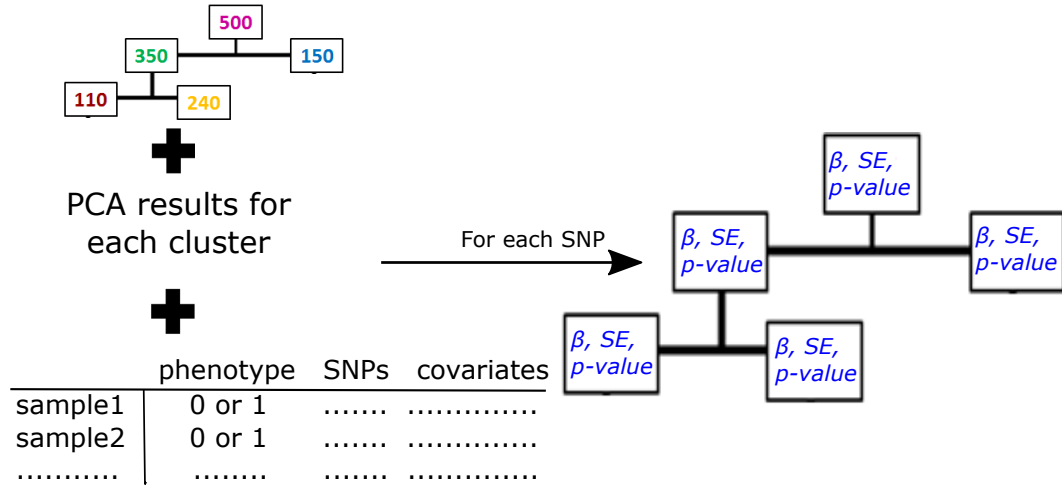 500
350
150
110
240
PCA results for
each cluster
For each SNP
β, SE,
p-value
β, SE,
p-value
β, SE,
p-value
β, SE,
p-value
β, SE,
p-value
phenotype SNPs covariates
sample1 0 or 1 ....... ..............
sample2 0 or 1 ....... ..............
........... ........ ....... ..............